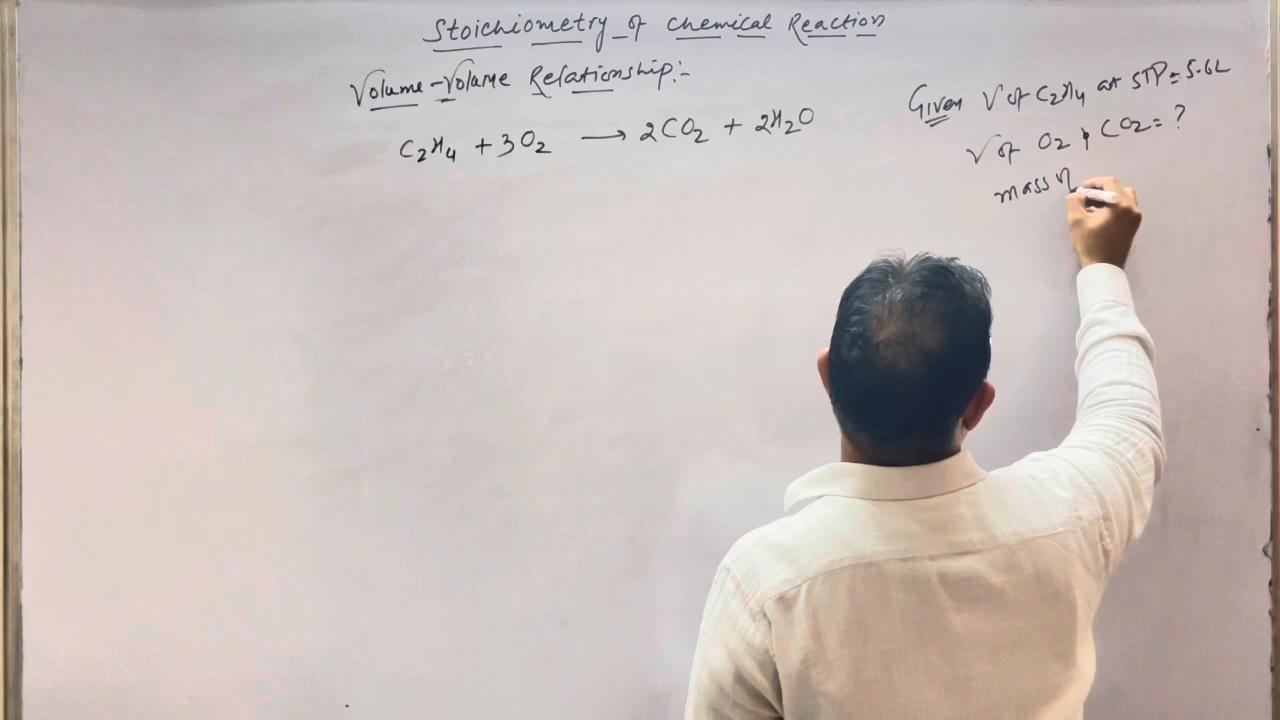 Stoichiometry of Chemical Reaction
Volume-Volume Relationship:-
C₂H₄ + 3O₂ → 2CO₂ + 2H₂O
Given V of C₂H₄ at STP = 5.6L
V of O₂ & CO₂ = ?
mass